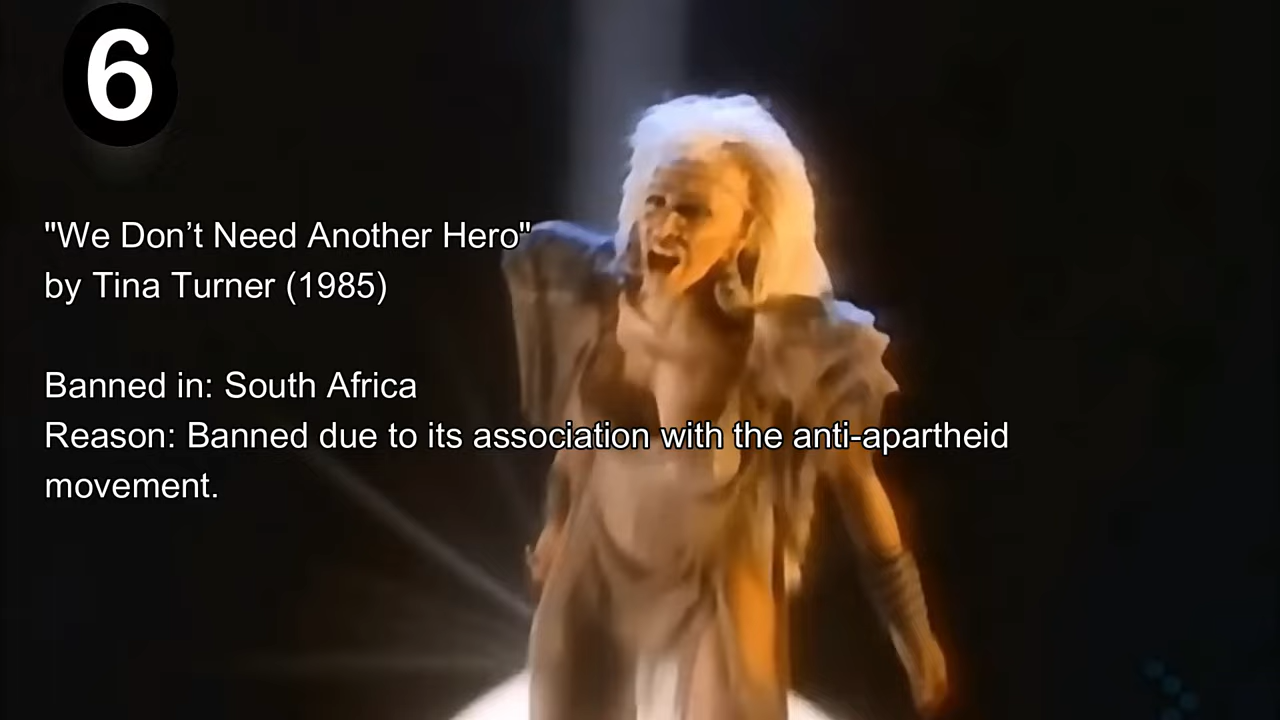 6
"We Don’t Need Another Hero"
by Tina Turner (1985)
Banned in: South Africa
Reason: Banned due to its association with the anti-apartheid
movement.